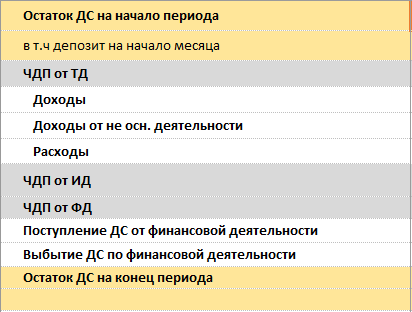 Остаток ДС на начало периода
в т.ч депозит на начало месяца
ЧДП от ТД
Доходы
Доходы от не осн. деятельности
Расходы
ЧДП от ИД
ЧДП от ФД
Поступление ДС от финансовой деятельности
Выбытие ДС по финансовой деятельности
Остаток ДС на конец периода